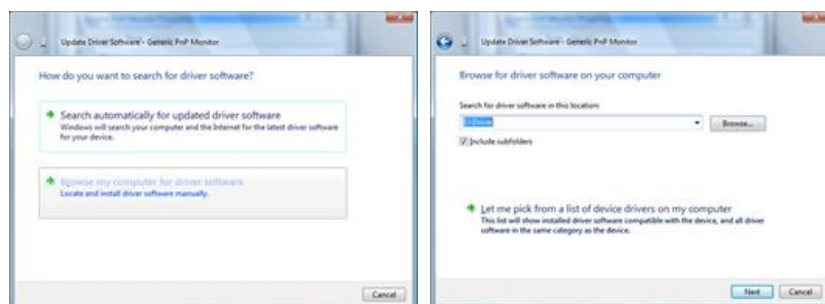 Update Driver Software - Generic PnP Monitor
How do you want to search for driver software?
Search automatically for updated driver software
Windows will search your computer and the Internet for the latest driver software
for your device.
Browse my computer for driver software
Locate and install driver software manually.
Cancel
Update Driver Software - Generic PnP Monitor
Browse for driver software on your computer
Search for driver software in this location:
Browse...
Include subfolders
Let me pick from a list of device drivers on my computer
This list will show installed driver software compatible with the device, and all driver
software in the same category as the device.
Next
Cancel